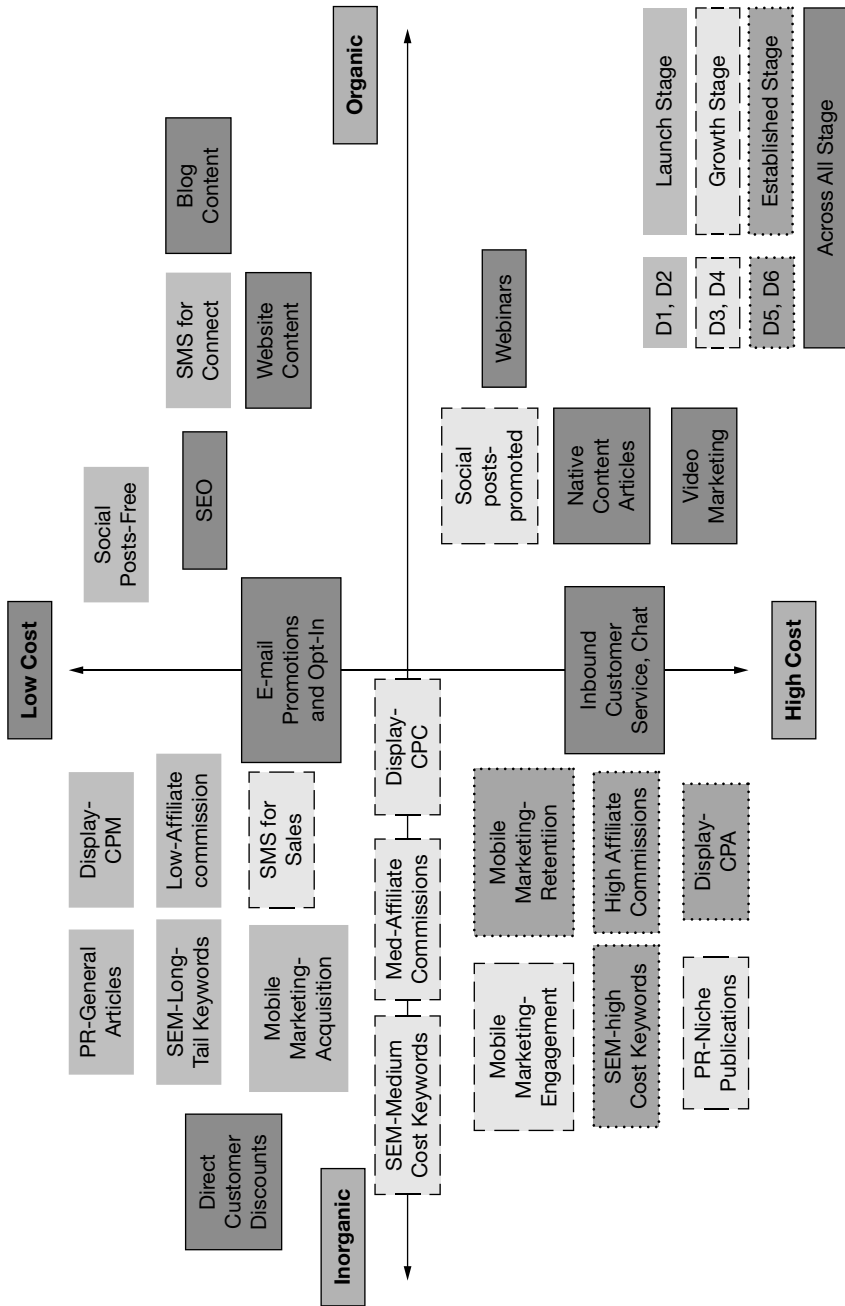 Low Cost
PR-General
Articles
Display-
CPM
Social
Posts-Free
Direct
Customer
Discounts
SEM-Long-
Tail Keywords
Low-Affiliate
commission
SEO
SMS for
Connect
Blog
Content
Mobile
Marketing-
Acquisition
SMS for
Sales
E-mail
Promotions
and Opt-In
Website
Content
Inorganic
Organic
SEM-Medium
Cost Keywords
Med-Affiliate
Commissions
Display-
CPC
Mobile
Marketing-
Engagement
Mobile
Marketing-
Retentiion
Social
posts-
promoted
Webinars
SEM-high
Cost Keywords
High Affiliate
Commissions
Inbound
Customer
Service, Chat
Native
Content
Articles
PR-Niche
Publications
Display-
CPA
Video
Marketing
High Cost
D1, D2
Launch Stage
D3, D4
Growth Stage
D5, D6
Established Stage
Across All Stage